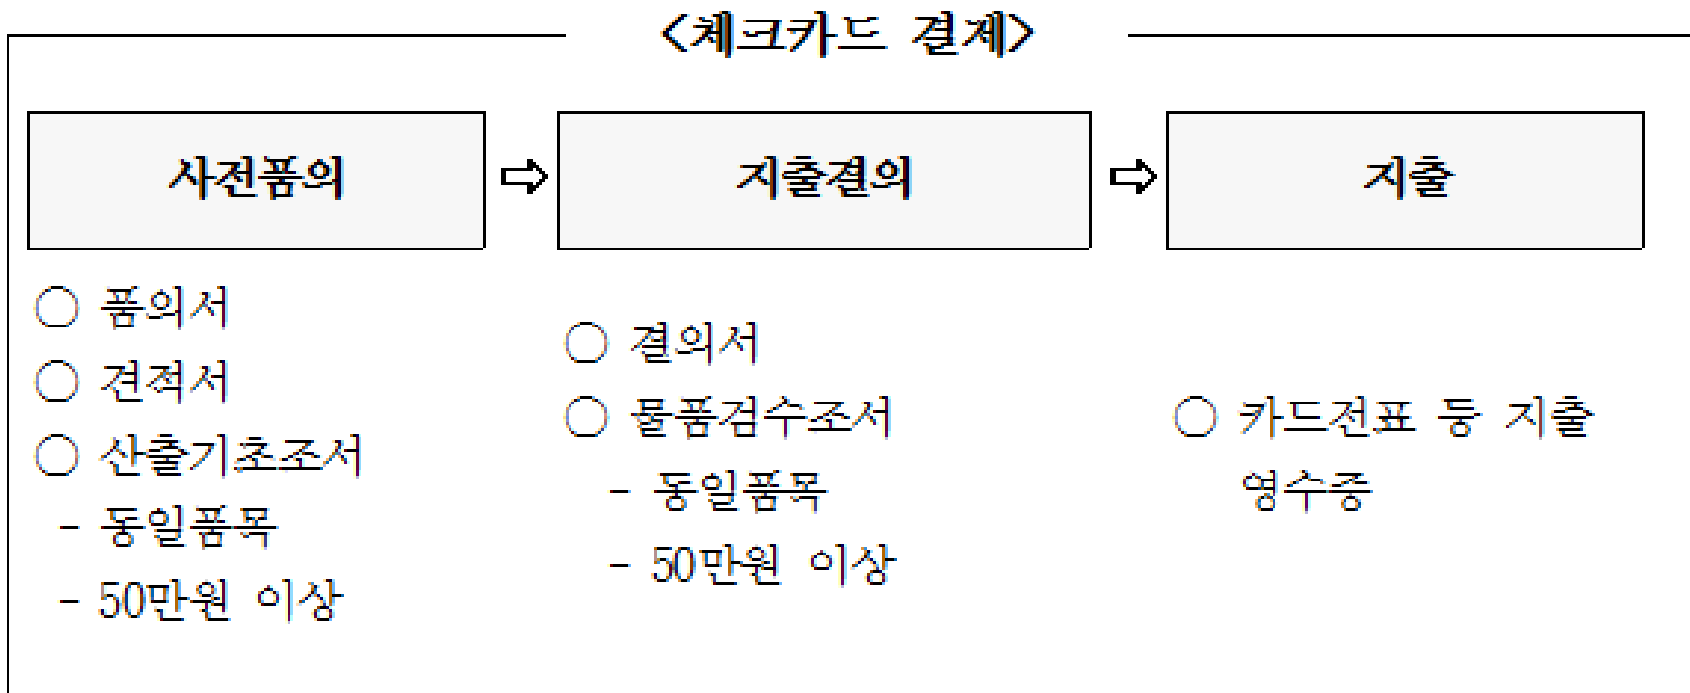 <체크카드 결제>
사전품의 ⇨ 지출결의 ⇨ 지출
○ 품의서
○ 견적서
○ 산출기초조서
- 동일품목
- 50만원 이상
○ 결의서
○ 물품검수조서
- 동일품목
- 50만원 이상
○ 카드전표 등 지출
영수증